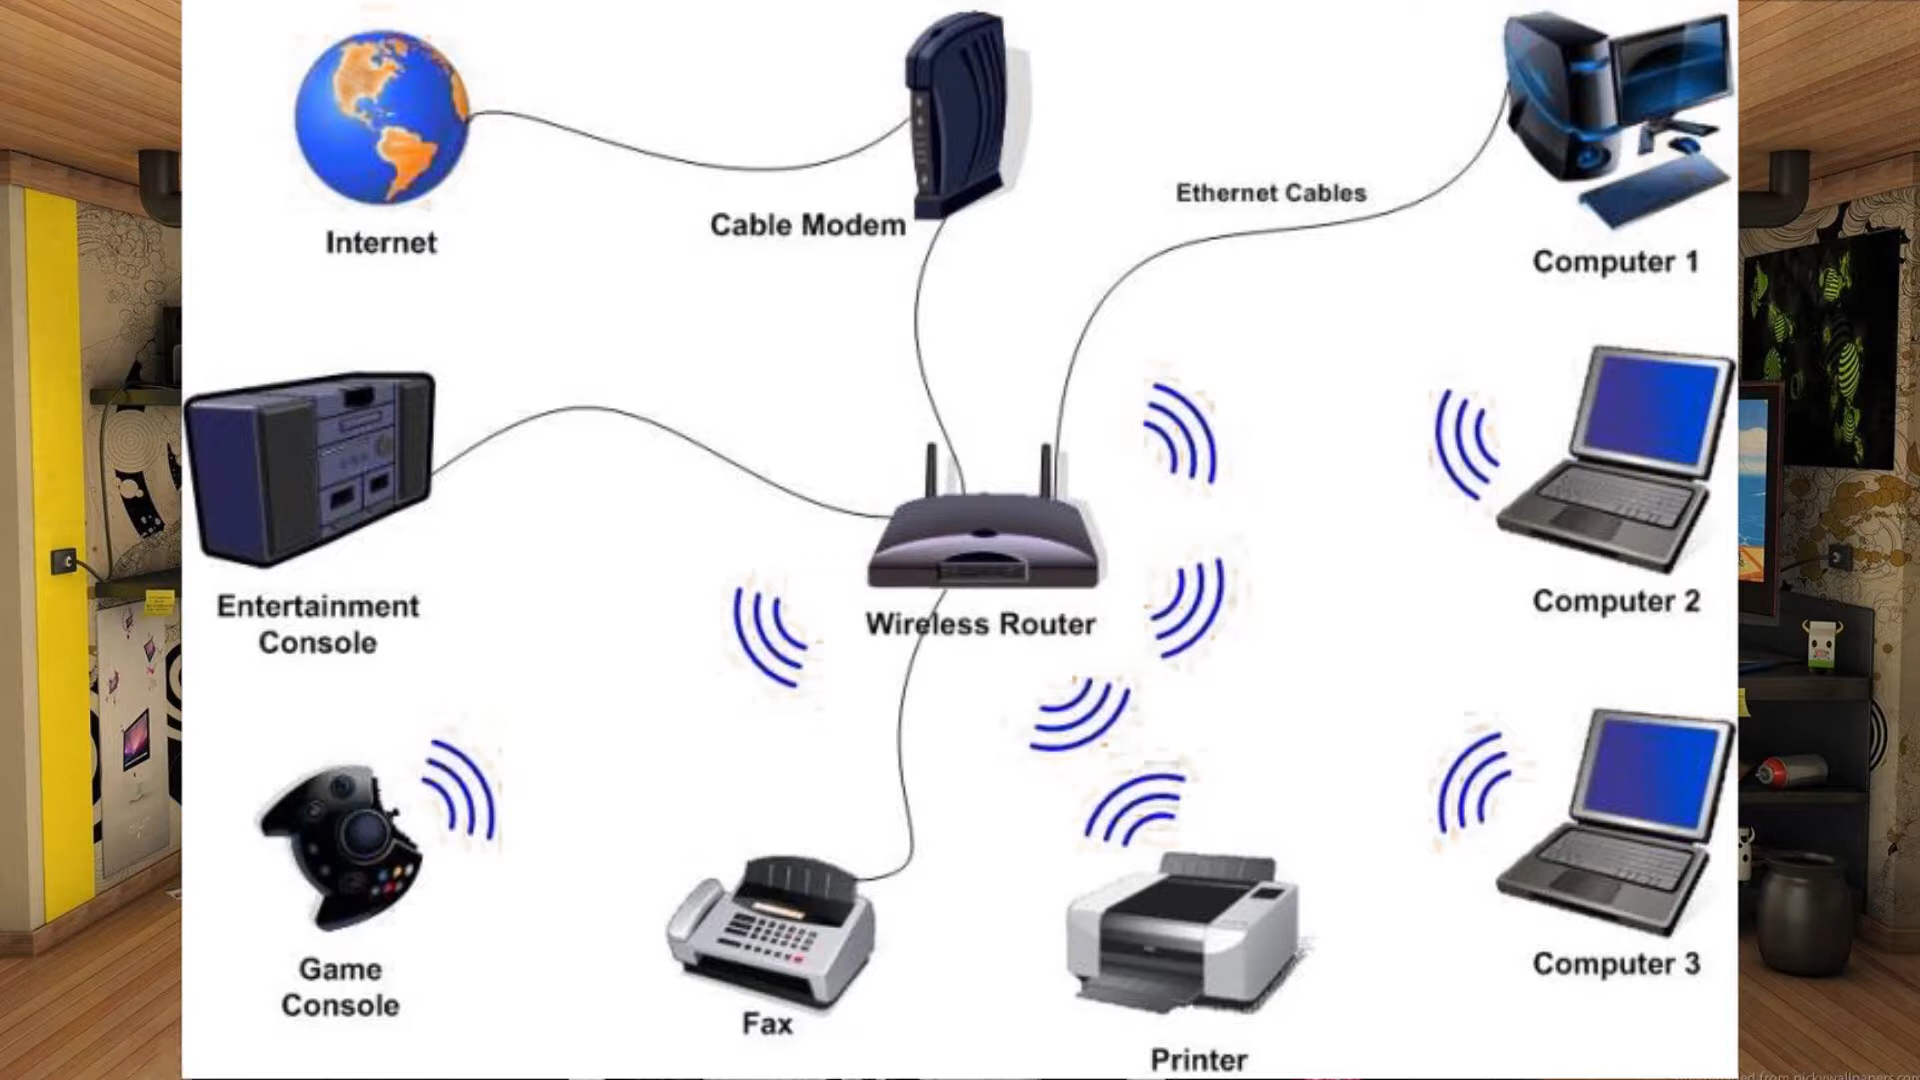 Internet
Cable Modem
Ethernet Cables
Computer 1
Entertainment
Console
Wireless Router
Computer 2
Game
Console
Fax
Printer
Computer 3